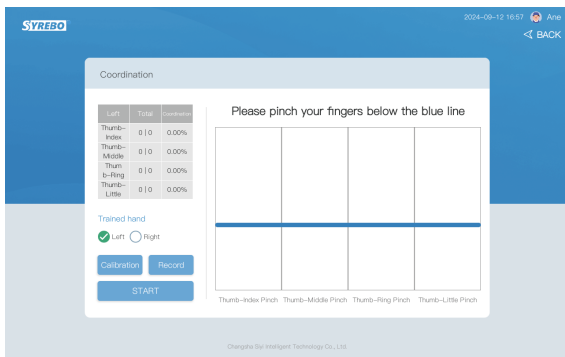 SYREBO
2024-09-12 16:57 Ane
BACK
Coordination
Left Total Coordination
Thumb-
Index 0 | 0 0.00%
Thumb-
Middle 0 | 0 0.00%
Thum
b-Ring 0 | 0 0.00%
Thumb-
Little 0 | 0 0.00%
Trained hand
Left Right
Calibration Record
START
Please pinch your fingers below the blue line
Thumb-Index Pinch Thumb-Middle Pinch Thumb-Ring Pinch Thumb-Little Pinch
Changsha Syr Intelligent Technology Co., Ltd.